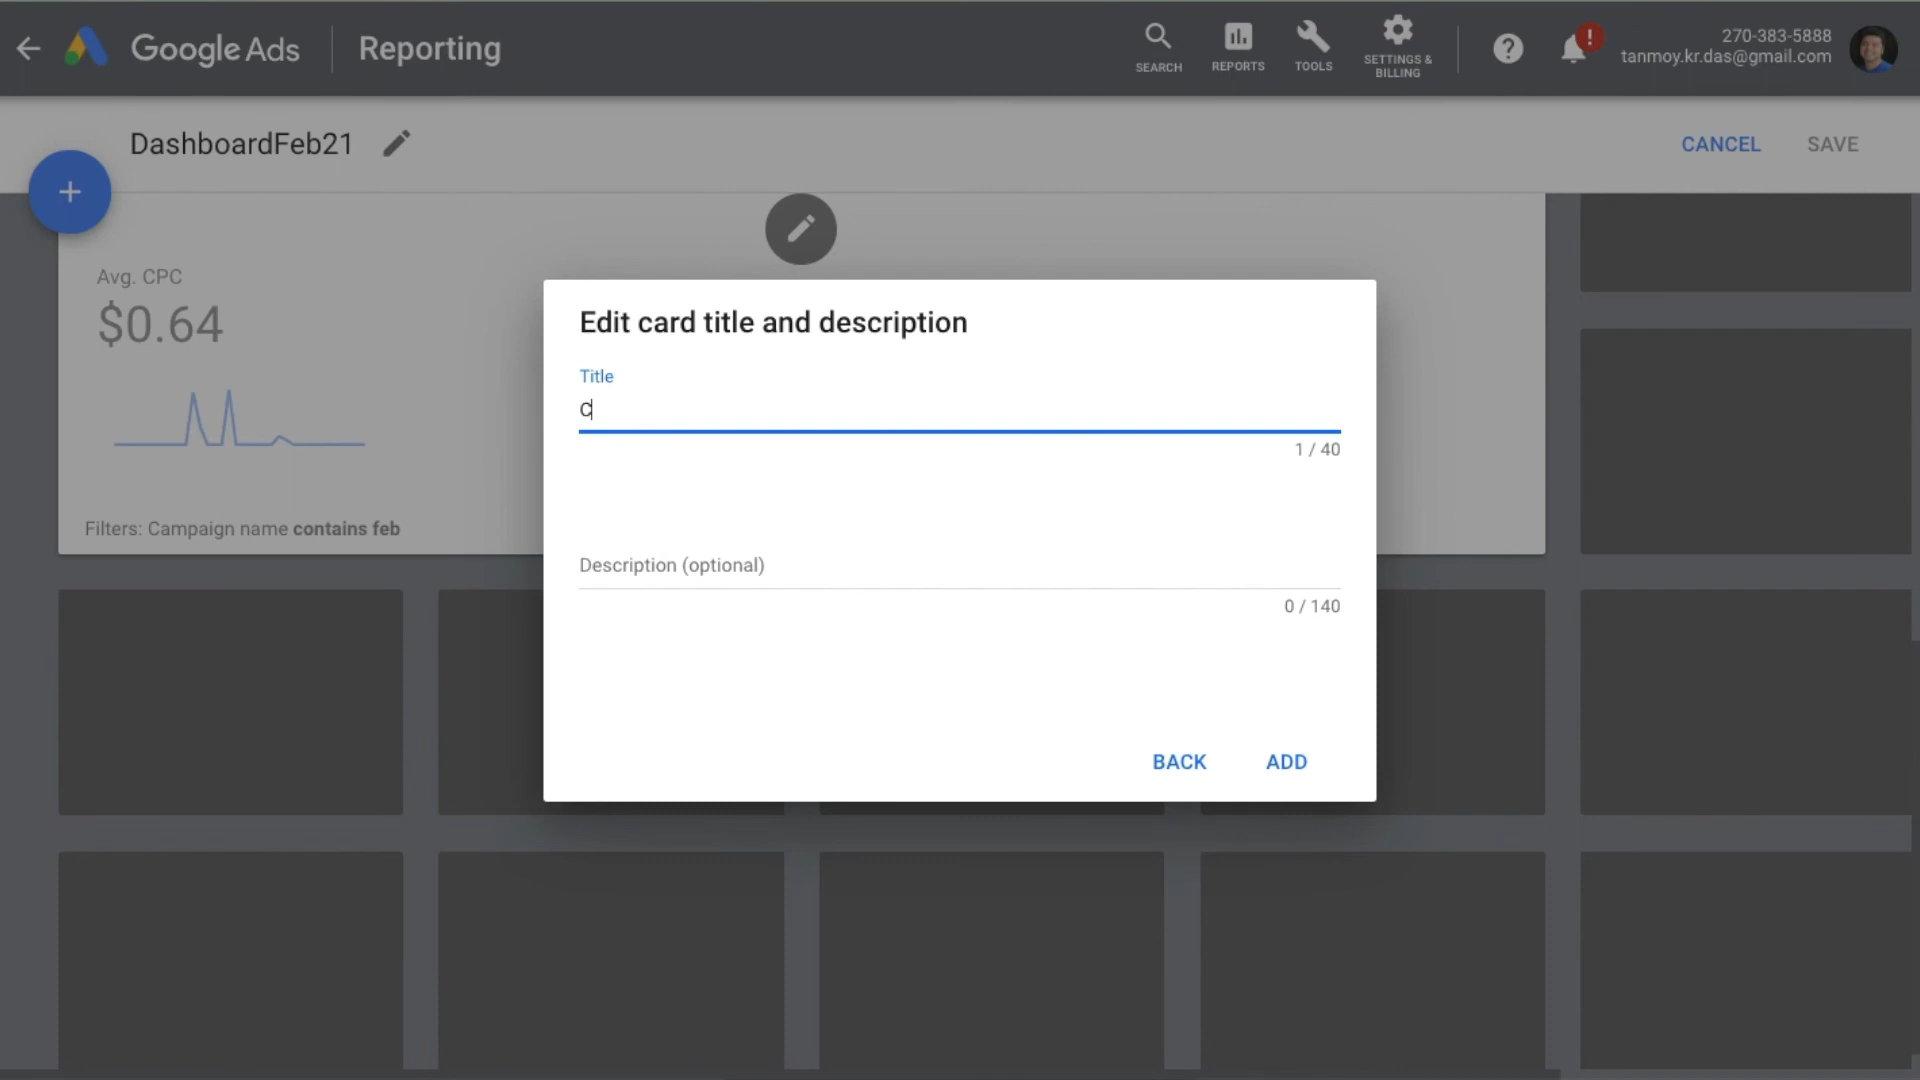 Google Ads
Reporting
SEARCH
REPORTS
TOOLS
SETTINGS &
BILLING
!
270-383-5888
tanmoy.kr.das@gmail.com
DashboardFeb21
CANCEL
SAVE
+
Avg. CPC
$0.64
Filters: Campaign name contains feb
Edit card title and description
Title
C
1 / 40
Description (optional)
0 / 140
BACK
ADD